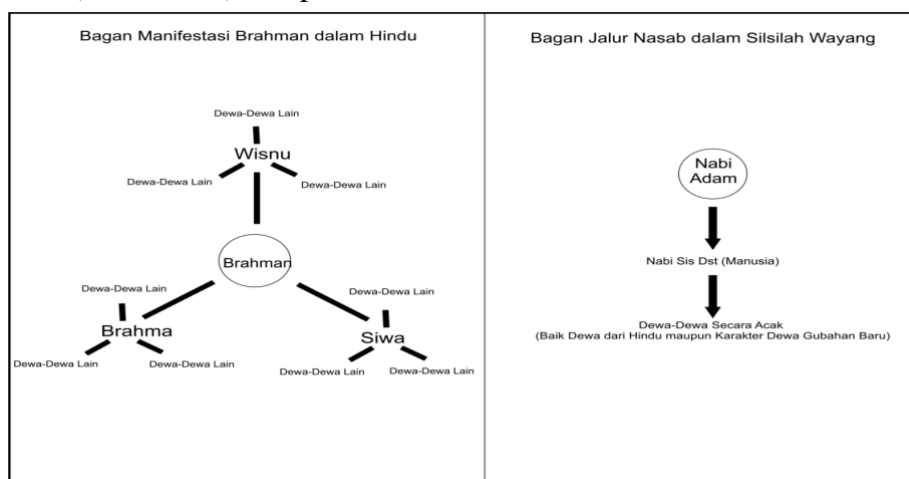 Bagan Manifestasi Brahman dalam Hindu
Dewa-Dewa Lain
Wisnu
Dewa-Dewa Lain
Dewa-Dewa Lain
Brahman
Dewa-Dewa Lain
Brahma
Dewa-Dewa Lain
Dewa-Dewa Lain
Dewa-Dewa Lain
Siwa
Dewa-Dewa Lain
Dewa-Dewa Lain
Bagan Jalur Nasab dalam Silsilah Wayang
Nabi
Adam
Nabi Sis Dst (Manusia)
Dewa-Dewa Secara Acak
(Baik Dewa dari Hindu maupun Karakter Dewa Gubahan Baru)